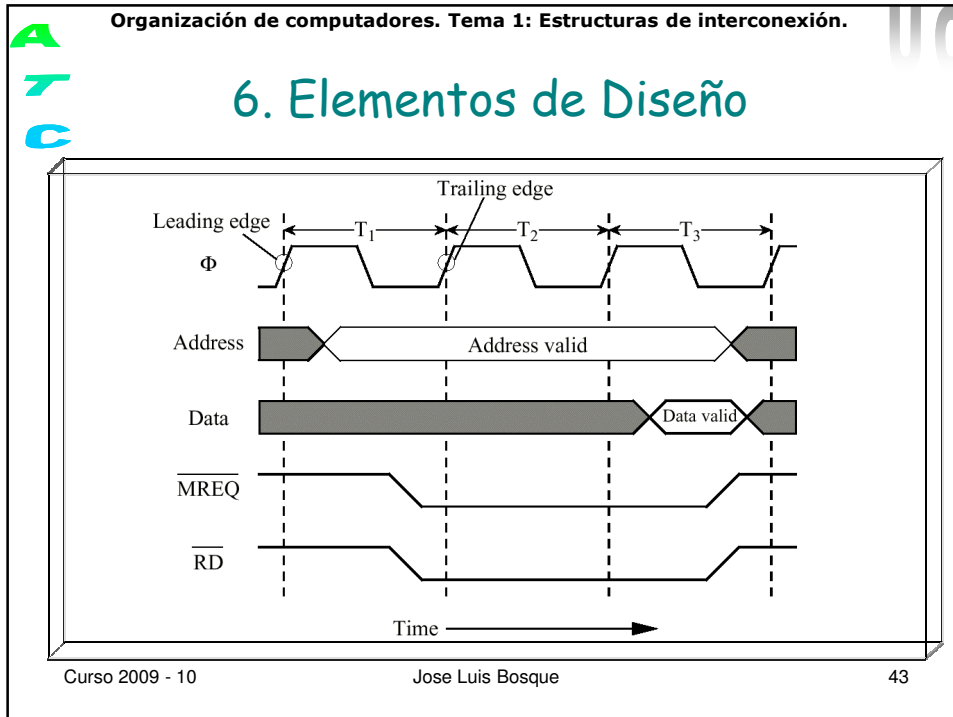 Organización de computadores. Tema 1: Estructuras de interconexión.
A
T
C
UC
6. Elementos de Diseño
Trailing edge
Leading edge
T1
T2
T3
Φ
Address
Address valid
Data
Data valid
MREQ
RD
Time
Curso 2009 - 10
Jose Luis Bosque
43